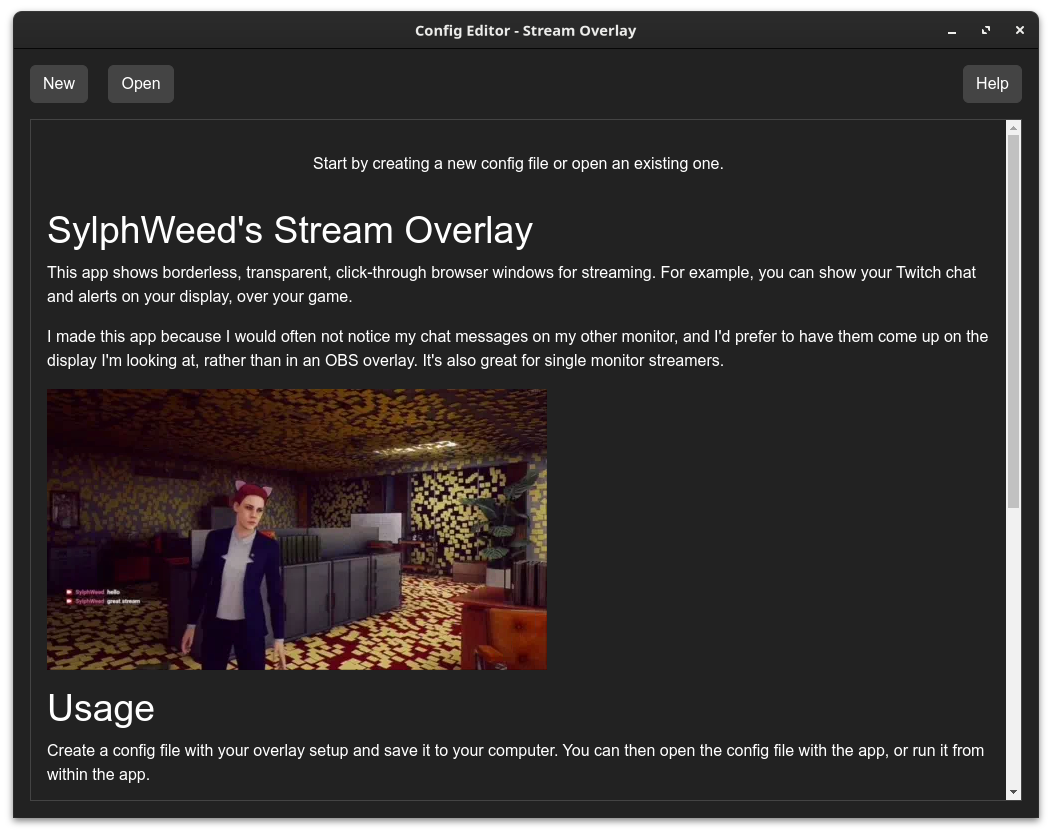 Config Editor - Stream Overlay
New
Open
Help
Start by creating a new config file or open an existing one.
SylphWeed's Stream Overlay
This app shows borderless, transparent, click-through browser windows for streaming. For example, you can show your Twitch chat
and alerts on your display, over your game.
I made this app because I would often not notice my chat messages on my other monitor, and I'd prefer to have them come up on the
display I'm looking at, rather than in an OBS overlay. It's also great for single monitor streamers.
SylphWeed hello
SylphWeed great stream
Usage
Create a config file with your overlay setup and save it to your computer. You can then open the config file with the app, or run it from
within the app.